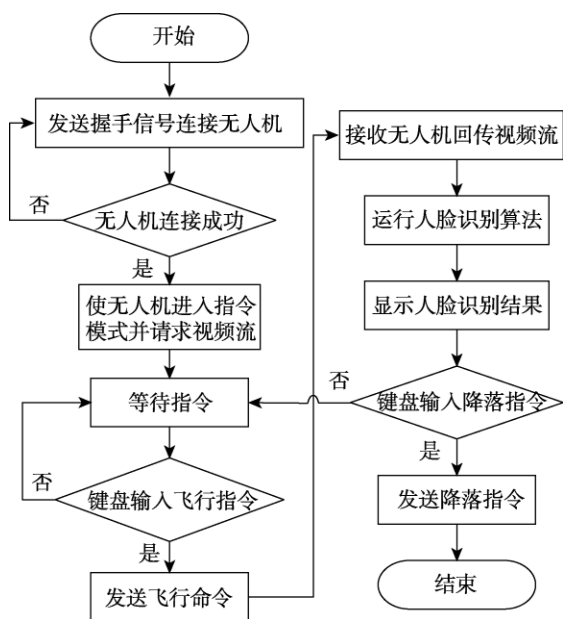 开始
发送握手信号连接无人机
否
无人机连接成功
是
使无人机进入指令
模式并请求视频流
等待指令
否
键盘输入飞行指令
是
发送飞行命令
接收无人机回传视频流
运行人脸识别算法
显示人脸识别结果
否
键盘输入降落指令
是
发送降落指令
结束